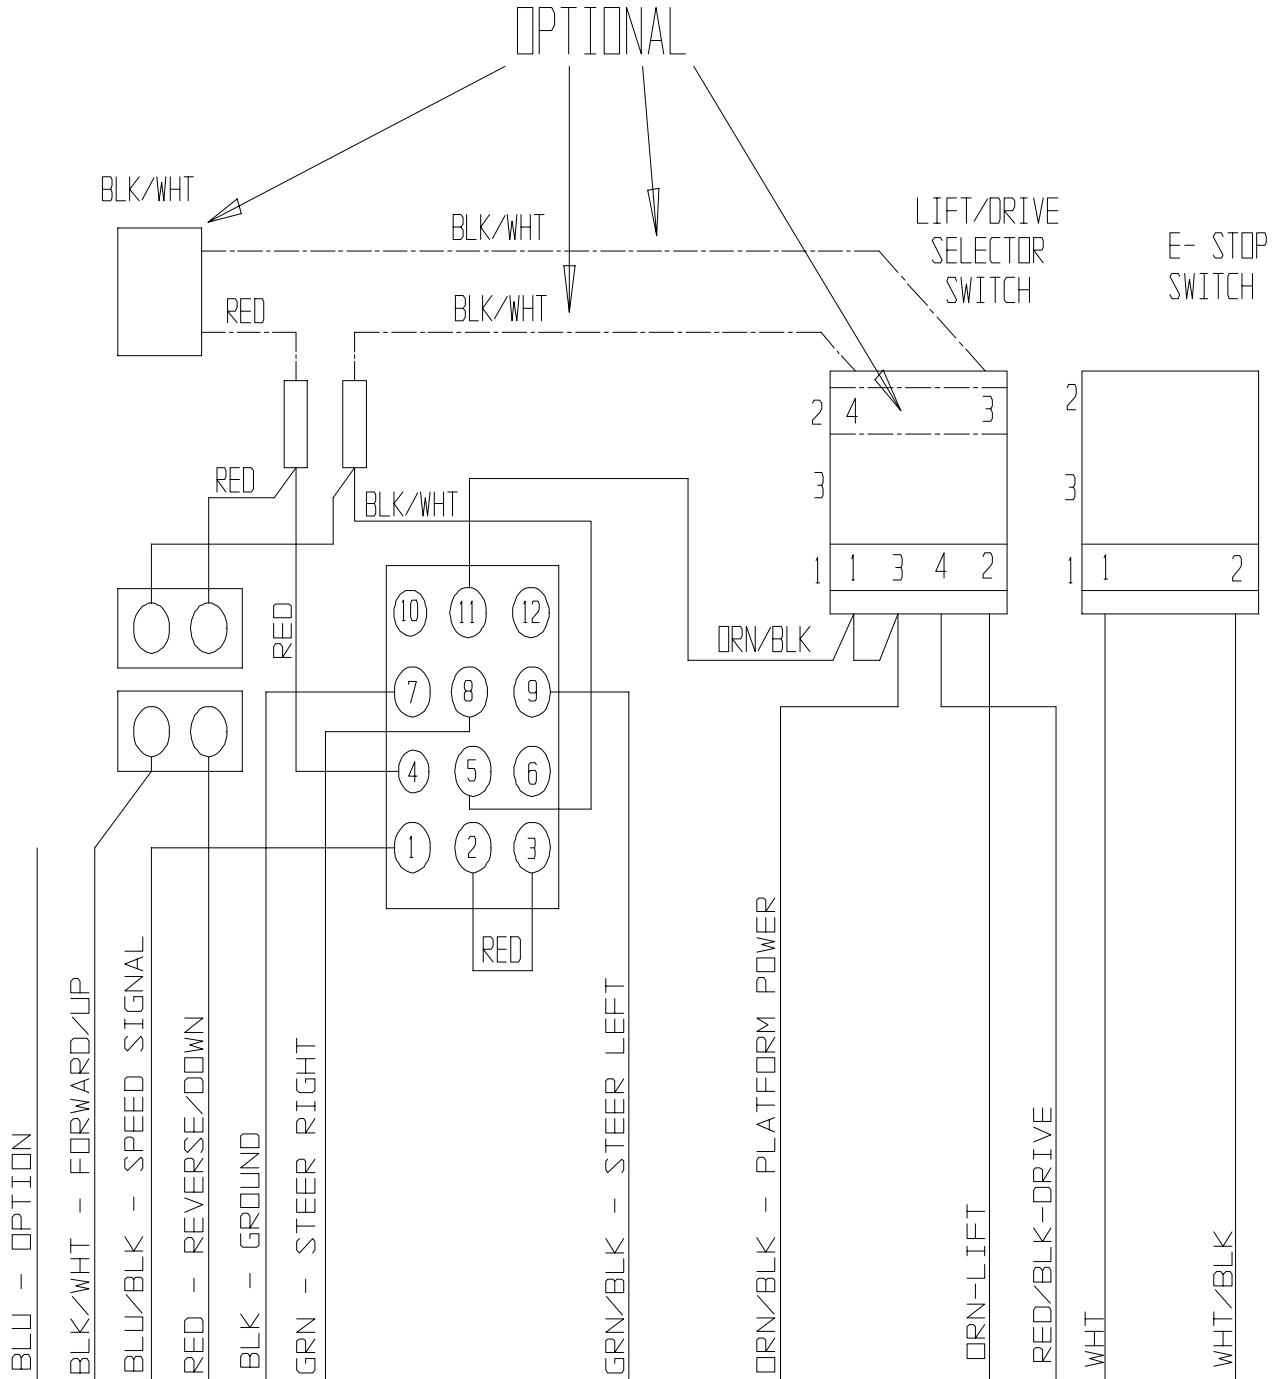 OPTIONAL
BLK/WHT
BLK/WHT
LIFT/DRIVE
SELECTOR
SWITCH
E- STOP
SWITCH
RED
BLK/WHT
2 4 3
2
RED
BLK/WHT
3
3
1 1 3 4 2
1 1 2
10 11 12
RED
ORN/BLK
7 8 9
4 5 6
1 2 3
RED
BLU - OPTION
BLK/WHT - FORWARD/UP
BLU/BLK - SPEED SIGNAL
RED - REVERSE/DOWN
BLK - GROUND
GRN - STEER RIGHT
GRN/BLK - STEER LEFT
ORN/BLK - PLATFORM POWER
ORN-LIFT
RED/BLK-DRIVE
WHT
WHT/BLK